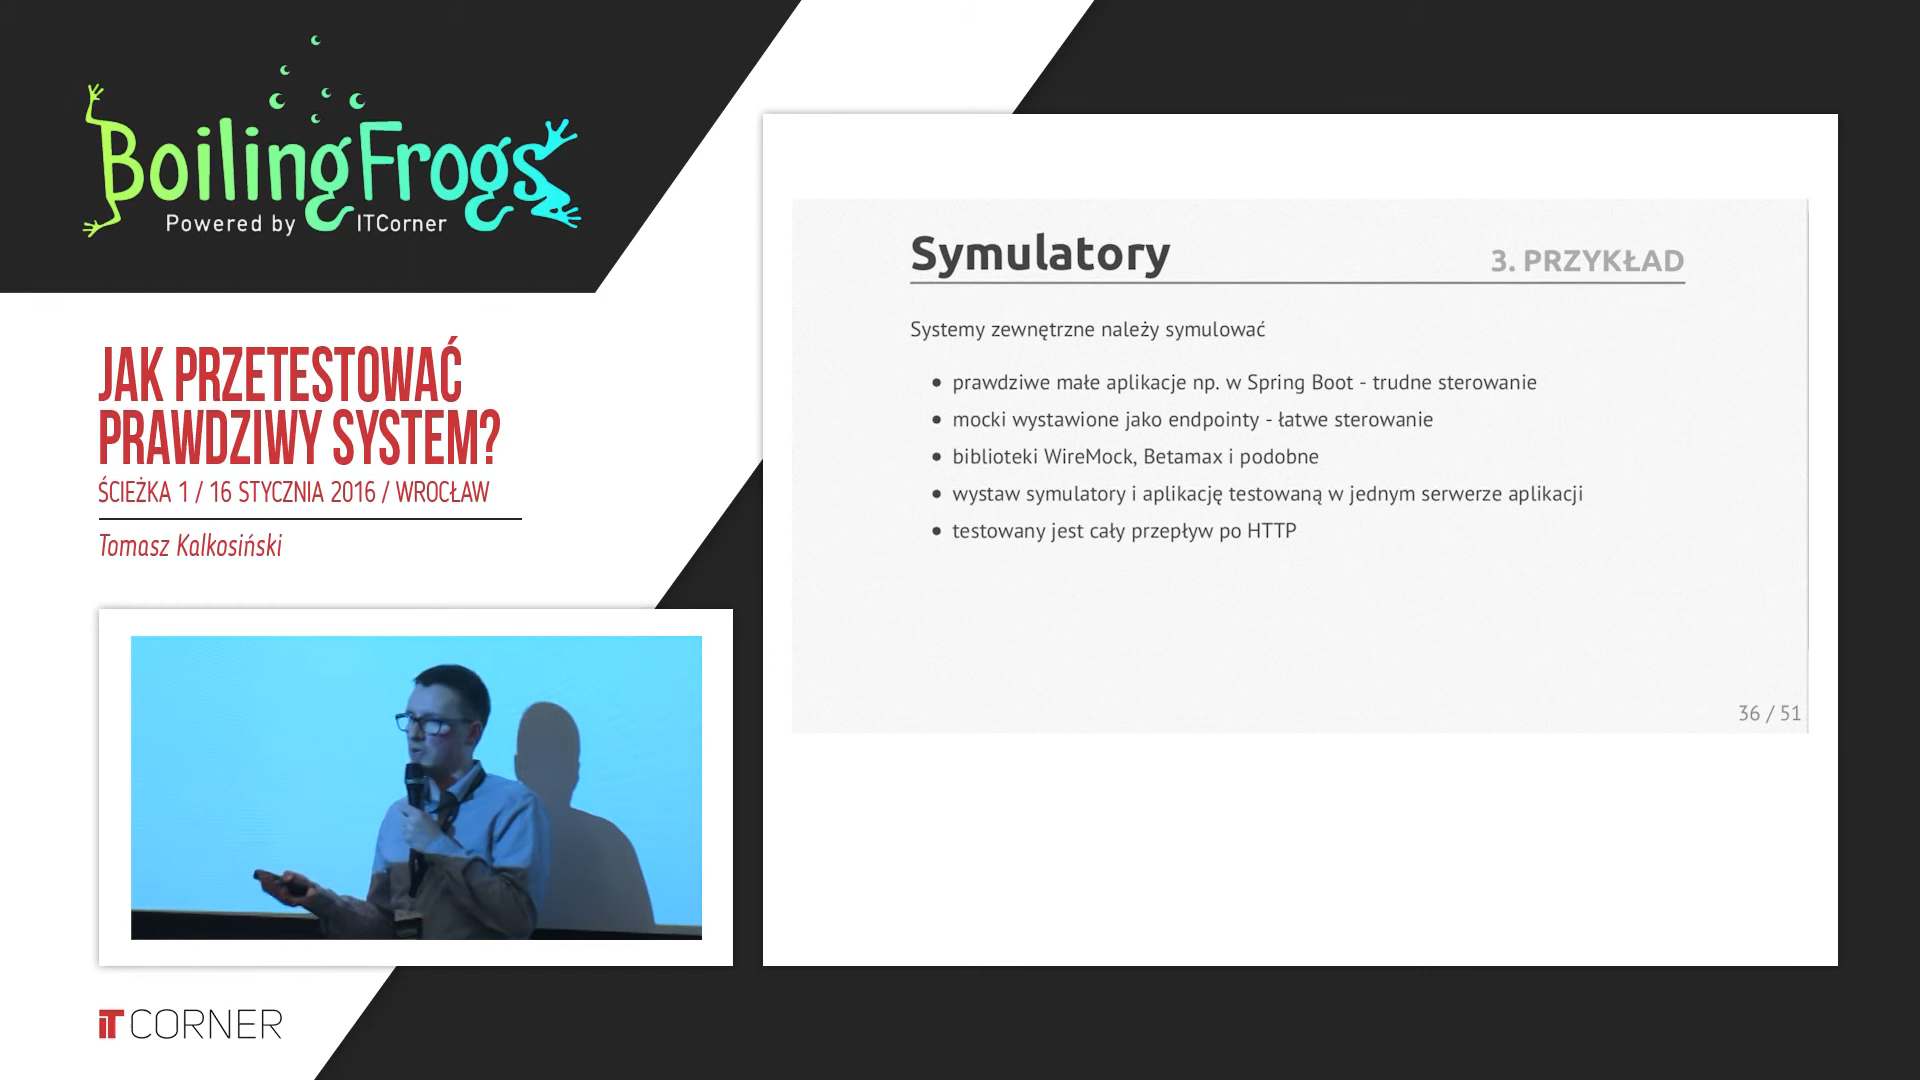 BoilingFrogs
Powered by ITCorner
JAK PRZETESTOWAĆ
PRAWDZIWY SYSTEM?
ŚCIEŻKA 1 / 16 STYCZNIA 2016 / WROCŁAW
Tomasz Kalkosiński
iT CORNER
Symulatory
3. PRZYKŁAD
Systemy zewnętrzne należy symulować
• prawdziwe małe aplikacje np. w Spring Boot - trudne sterowanie
• mocki wystawione jako endpointy - łatwe sterowanie
• biblioteki WireMock, Betamax i podobne
• wystaw symulatory i aplikację testowaną w jednym serwerze aplikacji
• testowany jest cały przepływ po HTTP
36 / 51